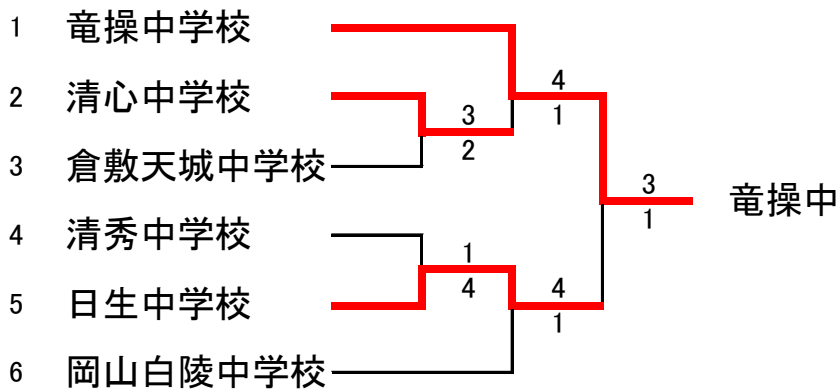 1 竜操中学校
2 清心中学校
3 倉敷天城中学校
4 清秀中学校
5 日生中学校
6 岡山白陵中学校
3
2
1
4
4
1
4
1
3
1
竜操中